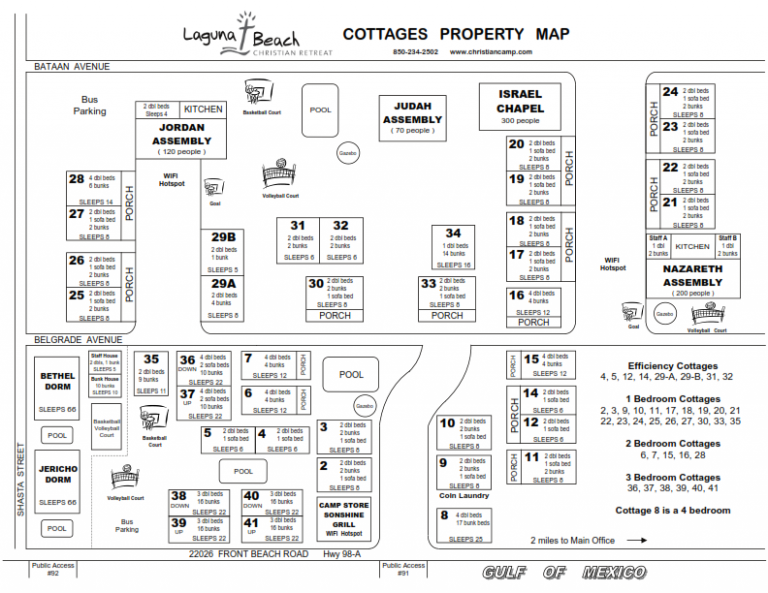 Laguna Beach
CHRISTIAN RETREAT
COTTAGES PROPERTY MAP
850-234-2502 www.christiancamp.com
BATAAN AVENUE
Bus
Parking
2 dbl beds
Sleeps 4
KITCHEN
JORDAN
ASSEMBLY
( 120 people )
Basketball Court
POOL
JUDAH
ASSEMBLY
( 70 people )
ISRAEL
CHAPEL
300 people
Gazebo
WIFI
Hotspot
Goal
Volleyball Court
28 4 dbl beds
6 bunks
SLEEPS 14
27 2 dbl beds
1 sofa bed
2 bunks
SLEEPS 8
PORCH
26 2 dbl beds
1 sofa bed
2 bunks
SLEEPS 8
25 2 dbl beds
1 sofa bed
2 bunks
SLEEPS 8
PORCH
29B
2 dbl beds
1 bunk
SLEEPS 5
29A
2 dbl beds
4 bunks
SLEEPS 8
31
2 dbl beds
2 bunks
SLEEPS 6
32
2 dbl beds
2 bunks
SLEEPS 6
30 2 dbl beds
2 bunks
1 sofa bed
SLEEPS 8
PORCH
34
1 dbl beds
14 bunks
SLEEPS 16
33 2 dbl beds
2 bunks
1 sofa bed
SLEEPS 8
PORCH
20 2 dbl beds
1 sofa bed
2 bunks
SLEEPS 8
19 2 dbl beds
1 sofa bed
2 bunks
SLEEPS 8
PORCH
18 2 dbl beds
1 sofa bed
2 bunks
SLEEPS 8
17 2 dbl beds
1 sofa bed
2 bunks
SLEEPS 8
PORCH
16 4 dbl beds
4 bunks
SLEEPS 12
PORCH
24 2 dbl beds
1 sofa bed
2 bunks
SLEEPS 8
23 2 dbl beds
1 sofa bed
2 bunks
SLEEPS 8
PORCH
22 2 dbl beds
1 sofa bed
2 bunks
SLEEPS 8
21 2 dbl beds
1 sofa bed
2 bunks
SLEEPS 8
PORCH
Staff A
1 dbl
2 bunks
KITCHEN
Staff B
1 dbl
2 bunks
NAZARETH
ASSEMBLY
( 200 people )
WIFI
Hotspot
Goal
Gazebo
Volleyball Court
BELGRADE AVENUE
SHASTA STREET
BETHEL
DORM
SLEEPS 66
POOL
JERICHO
DORM
SLEEPS 66
POOL
Staff House
2 dbls, 1 bunk
SLEEPS 5
Bunk House
10 bunks
SLEEPS 10
Basketball
Volleyball
Court
Volleyball Court
Bus
Parking
35
2 dbl beds
9 bunks
SLEEPS 11
Basketball
Court
36 4 dbl beds
DOWN 2 sofa beds
10 bunks
SLEEPS 22
37 4 dbl beds
UP 2 sofa beds
10 bunks
SLEEPS 22
7 4 dbl beds
4 bunks
SLEEPS 12
PORCH
6 4 dbl beds
4 bunks
SLEEPS 12
PORCH
POOL
Gazebo
5 2 dbl beds
1 sofa bed
SLEEPS 6
4 2 dbl beds
1 sofa bed
SLEEPS 6
3 2 dbl beds
2 bunks
1 sofa bed
SLEEPS 8
2 2 dbl beds
2 bunks
1 sofa bed
SLEEPS 8
POOL
38 3 dbl beds
DOWN 16 bunks
SLEEPS 22
39 3 dbl beds
UP 16 bunks
SLEEPS 22
40 3 dbl beds
DOWN 16 bunks
SLEEPS 22
41 3 dbl beds
UP 16 bunks
SLEEPS 22
CAMP STORE
SONSHINE
GRILL
WIFI Hotspot
10 2 dbl beds
2 bunks
1 sofa bed
SLEEPS 8
9 2 dbl beds
2 bunks
1 sofa bed
SLEEPS 8
Coin Laundry
8 4 dbl beds
17 bunk beds
SLEEPS 25
15 4 dbl beds
4 bunks
SLEEPS 12
PORCH
14 2 dbl beds
1 sofa bed
SLEEPS 6
12 2 dbl beds
1 sofa bed
SLEEPS 6
PORCH
11 2 dbl beds
1 sofa bed
2 bunks
SLEEPS 8
PORCH
Efficiency Cottages
4, 5, 12, 14, 29-A, 29-B, 31, 32
1 Bedroom Cottages
2, 3, 9, 10, 11, 17, 18, 19, 20, 21
22, 23, 24, 25, 26, 27, 30, 33, 35
2 Bedroom Cottages
6, 7, 15, 16, 28
3 Bedroom Cottages
36, 37, 38, 39, 40, 41
Cottage 8 is a 4 bedroom
2 miles to Main Office
22026 FRONT BEACH ROAD Hwy 98-A
Public Access
#92
Public Access
#91
GULF OF MEXICO